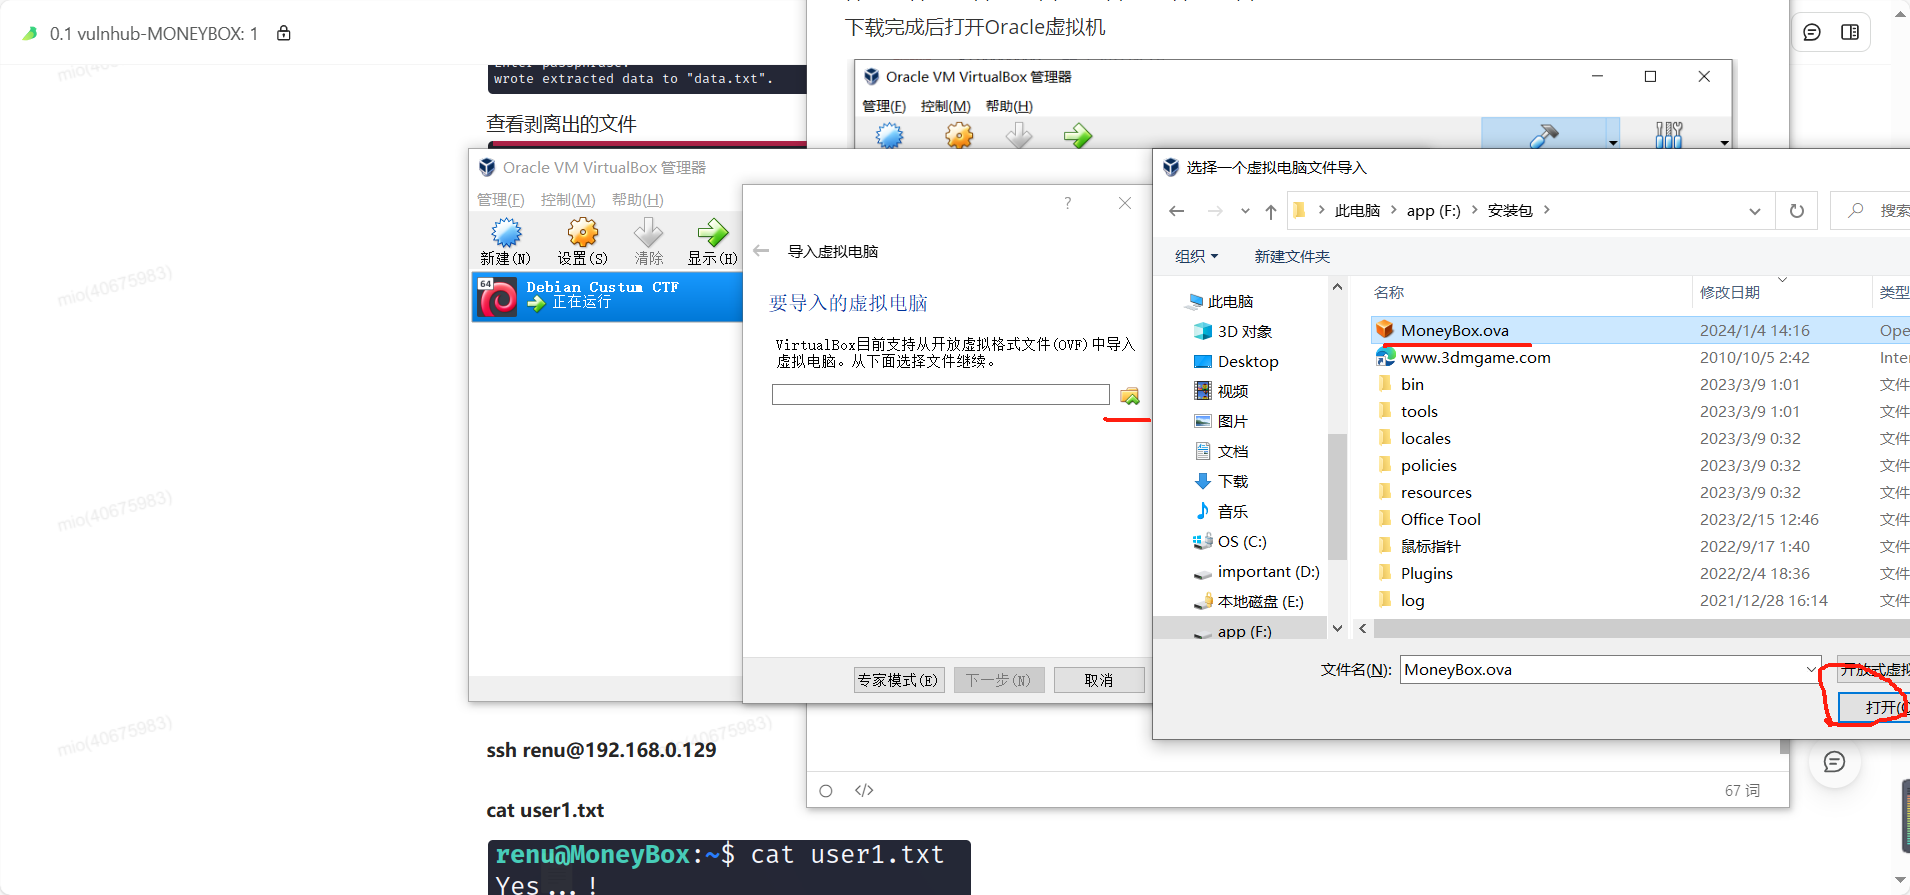 0.1 vulnhub-MONEYBOX: 1
mio(40675983)
wrote extracted data to "data.txt".
查看剥离出的文件
下载完成后打开Oracle虚拟机
Oracle VM VirtualBox 管理器
管理(F) 控制(M) 帮助(H)
Oracle VM VirtualBox 管理器
管理(F) 控制(M) 帮助(H)
新建(N) 设置(S) 清除 显示(H)
64
Debian Custum CTF
正在运行
?
导入虚拟电脑
要导入的虚拟电脑
VirtualBox目前支持从开放虚拟格式文件(OVF)中导入
虚拟电脑。从下面选择文件继续。
专家模式(E) 下一步(N) 取消
选择一个虚拟电脑文件导入
此电脑 app (F:) 安装包
搜索
组织 新建文件夹
此电脑
3D 对象
Desktop
视频
图片
文档
下载
音乐
OS (C:)
important (D:)
本地磁盘 (E:)
app (F:)
名称 修改日期 类型
MoneyBox.ova 2024/1/4 14:16 Ope
www.3dmgame.com 2010/10/5 2:42 Inter
bin 2023/3/9 1:01 文件
tools 2023/3/9 1:01 文件
locales 2023/3/9 0:32 文件
policies 2023/3/9 0:32 文件
resources 2023/3/9 0:32 文件
Office Tool 2023/2/15 12:46 文件
鼠标指针 2022/9/17 1:40 文件
Plugins 2022/2/4 18:36 文件
log 2021/12/28 16:14 文件
文件名(N): MoneyBox.ova 开放式虚拟
打开(O
67 词
mio(40675983)
mio(40675983)
mio(40675983)
(40675983)
ssh renu@192.168.0.129
cat user1.txt
renu@MoneyBox:~$ cat user1.txt
Yes...!